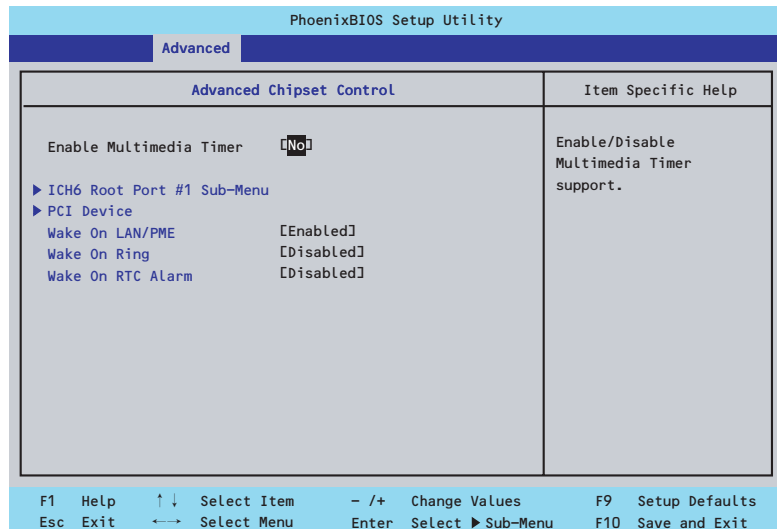 PhoenixBIOS Setup Utility
Advanced
Advanced Chipset Control
Item Specific Help
Enable Multimedia Timer [No]
▶ ICH6 Root Port #1 Sub-Menu
▶ PCI Device
Wake On LAN/PME [Enabled]
Wake On Ring [Disabled]
Wake On RTC Alarm [Disabled]
Enable/Disable
Multimedia Timer
support.
F1 Help ↑↓ Select Item - /+ Change Values F9 Setup Defaults
Esc Exit ←→ Select Menu Enter Select ▶ Sub-Menu F10 Save and Exit